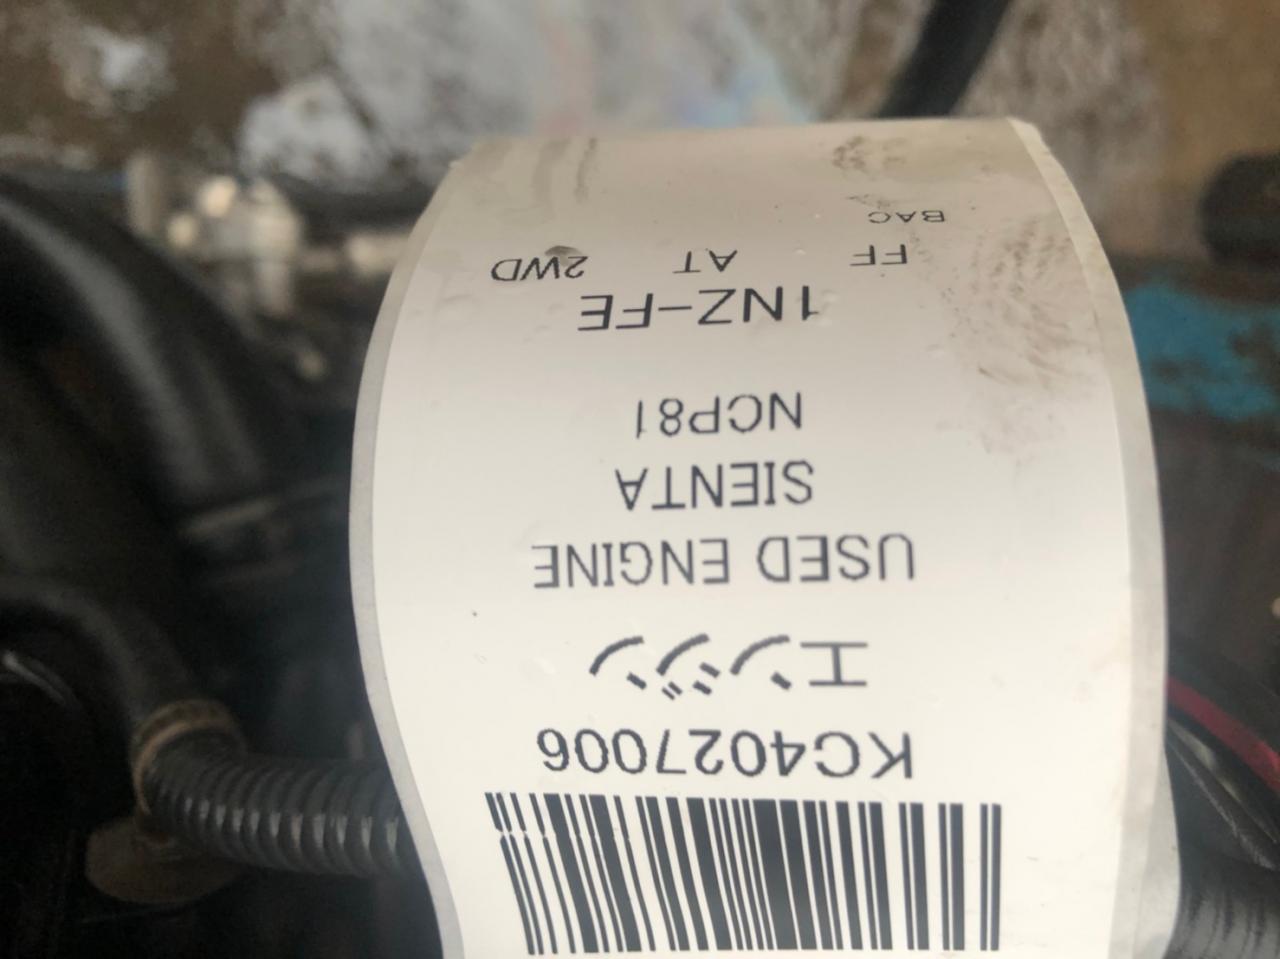 KC4027006
エンジン
USED ENGINE
SIENTA
NCP81
1NZ-FE
FF AT 2WD
BAC